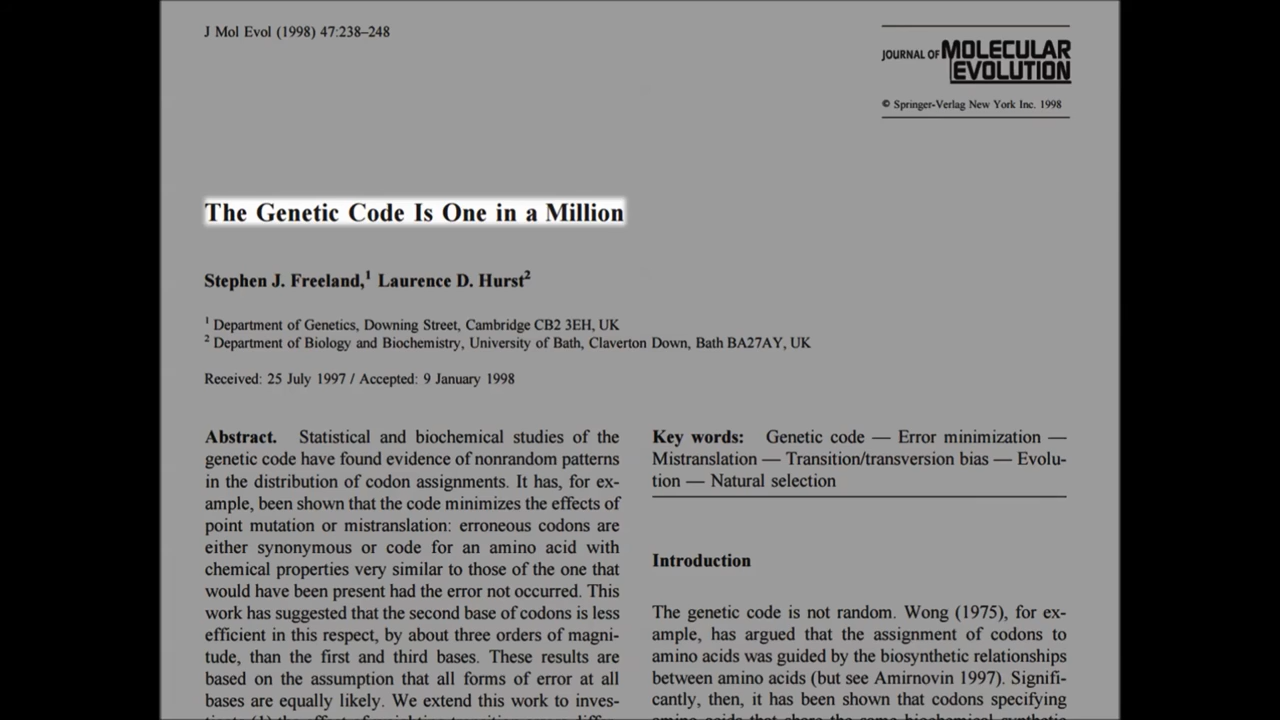 J Mol Evol (1998) 47:238–248
JOURNAL OF MOLECULAR
EVOLUTION
© Springer-Verlag New York Inc. 1998
The Genetic Code Is One in a Million
Stephen J. Freeland,1 Laurence D. Hurst2
1 Department of Genetics, Downing Street, Cambridge CB2 3EH, UK
2 Department of Biology and Biochemistry, University of Bath, Claverton Down, Bath BA27AY, UK
Received: 25 July 1997 / Accepted: 9 January 1998
Abstract. Statistical and biochemical studies of the
genetic code have found evidence of nonrandom patterns
in the distribution of codon assignments. It has, for ex-
ample, been shown that the code minimizes the effects of
point mutation or mistranslation: erroneous codons are
either synonymous or code for an amino acid with
chemical properties very similar to those of the one that
would have been present had the error not occurred. This
work has suggested that the second base of codons is less
efficient in this respect, by about three orders of magni-
tude, than the first and third bases. These results are
based on the assumption that all forms of error at all
bases are equally likely. We extend this work to inves-
Key words: Genetic code — Error minimization —
Mistranslation — Transition/transversion bias — Evolu-
tion — Natural selection
Introduction
The genetic code is not random. Wong (1975), for ex-
ample, has argued that the assignment of codons to
amino acids was guided by the biosynthetic relationships
between amino acids (but see Amirnovin 1997). Signifi-
cantly, then, it has been shown that codons specifying